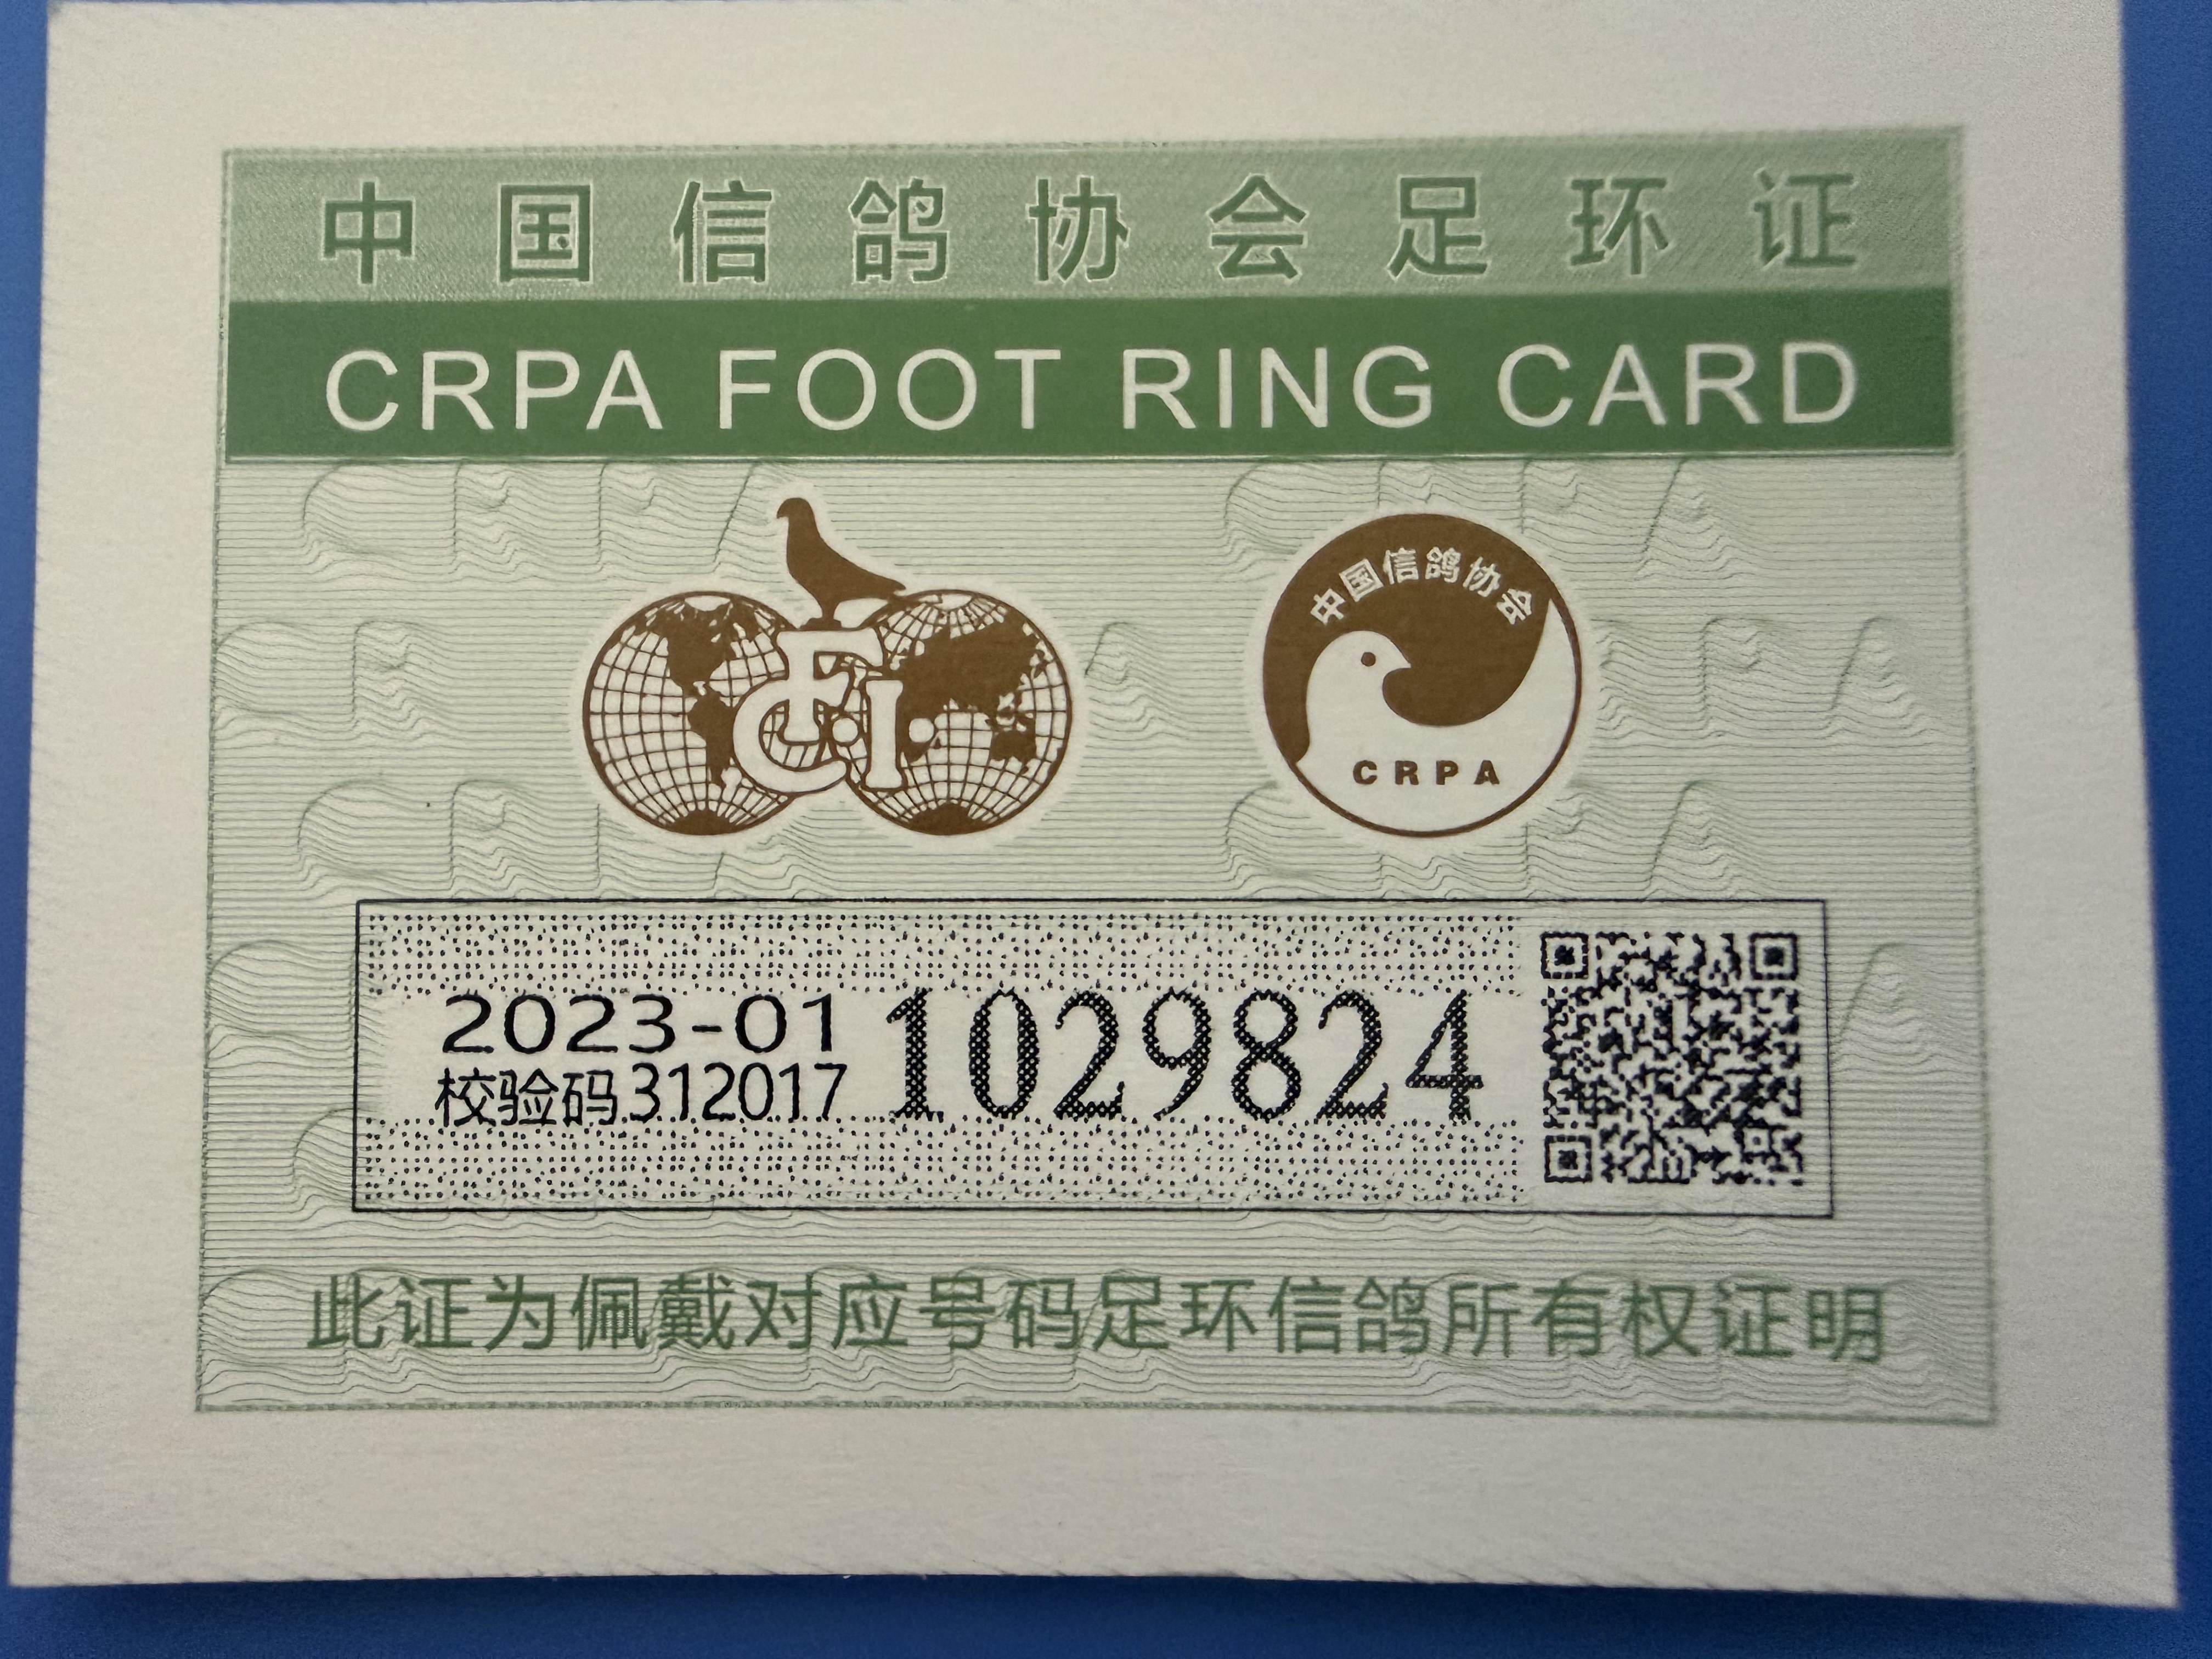 中国信鸽协会足环证
CRPA FOOT RING CARD
F.C.I.
中国信鸽协会
CRPA
2023-01
校验码312017
1029824
此证为佩戴对应号码足环信鸽所有权证明